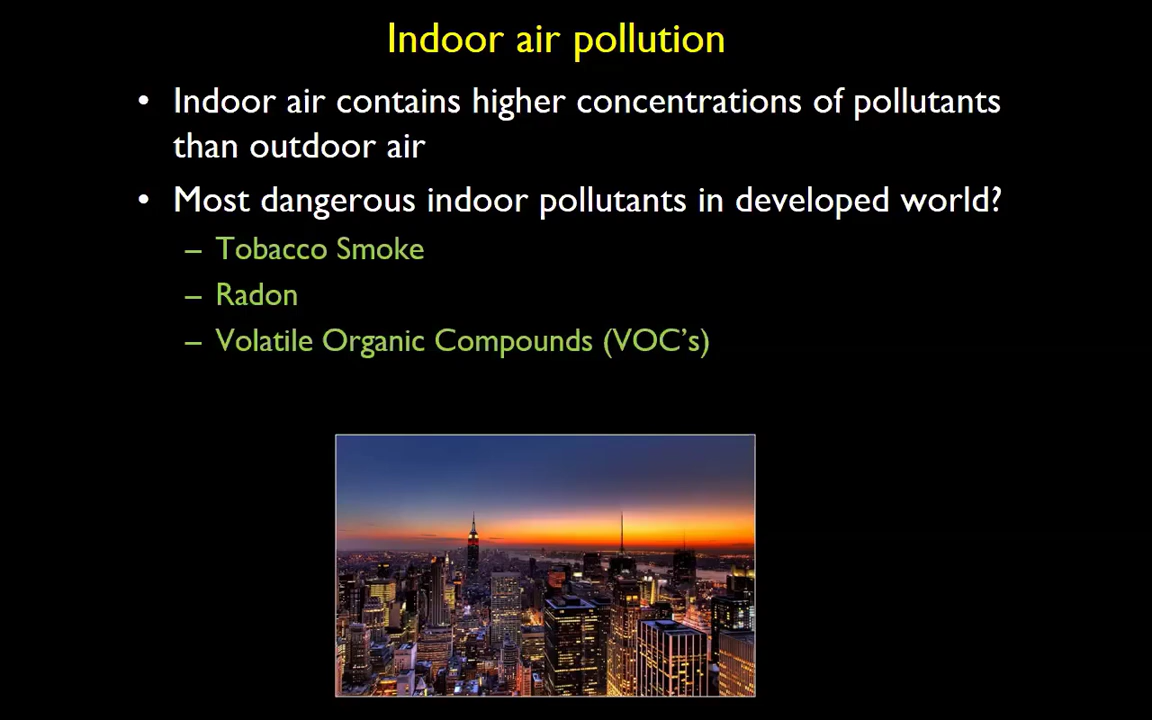 Indoor air pollution
• Indoor air contains higher concentrations of pollutants
than outdoor air
• Most dangerous indoor pollutants in developed world?
– Tobacco Smoke
– Radon
– Volatile Organic Compounds (VOC's)